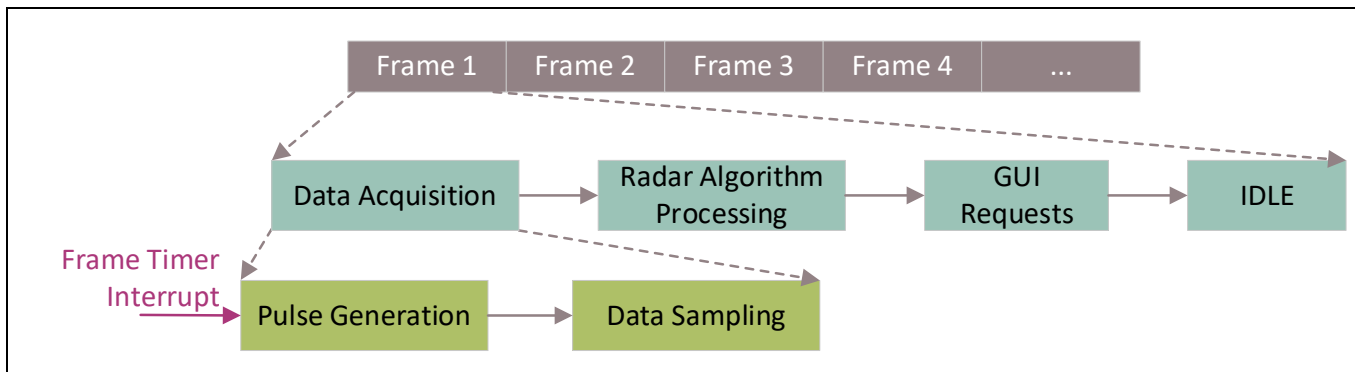 Frame 1
Frame 2
Frame 3
Frame 4
...
Data Acquisition
Radar Algorithm
Processing
GUI
Requests
IDLE
Frame Timer
Interrupt
Pulse Generation
Data Sampling